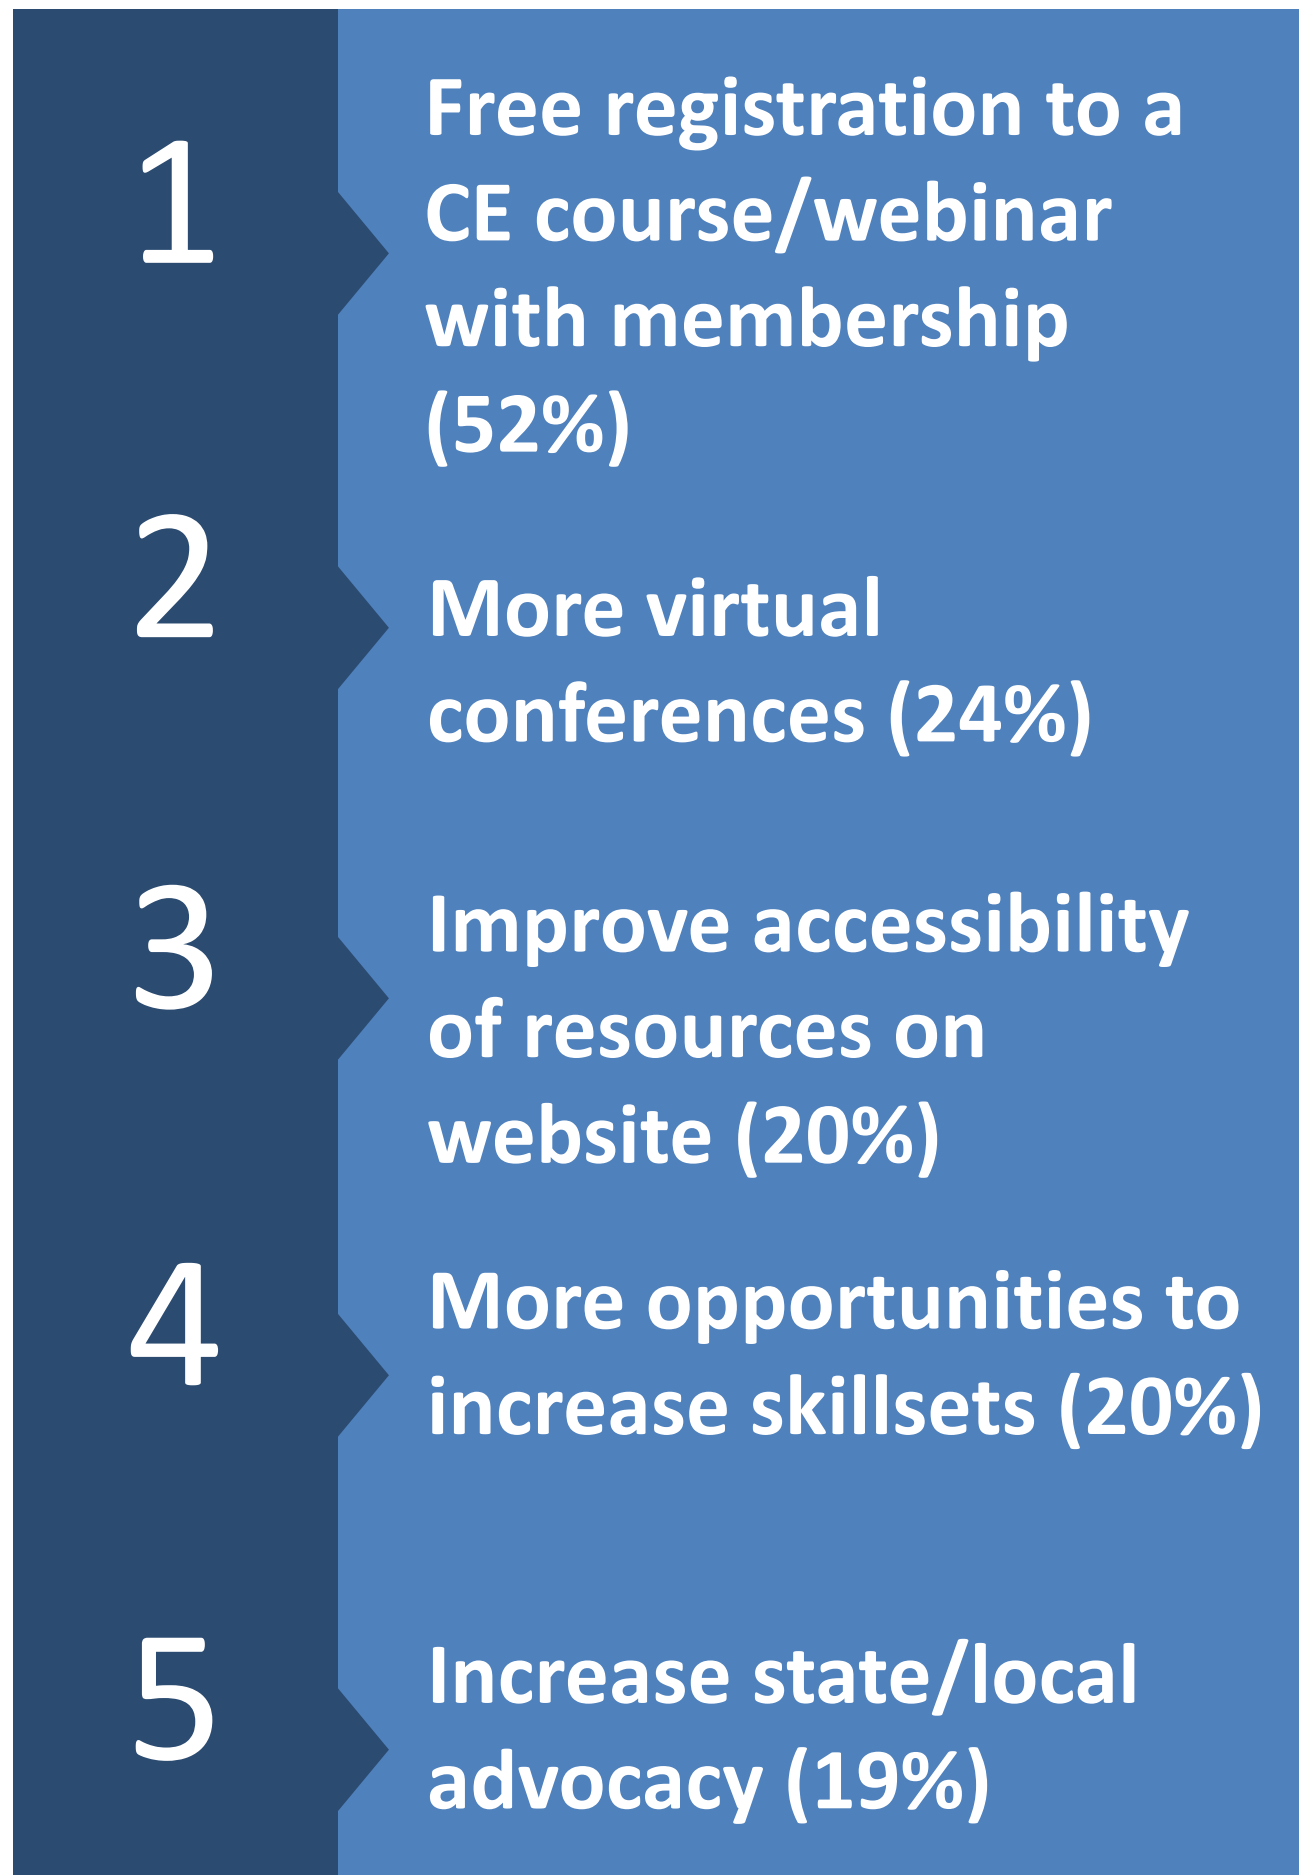 1
Free registration to a
CE course/webinar
with membership
(52%)
2
More virtual
conferences (24%)
3
Improve accessibility
of resources on
website (20%)
4
More opportunities to
increase skillsets (20%)
5
Increase state/local
advocacy (19%)